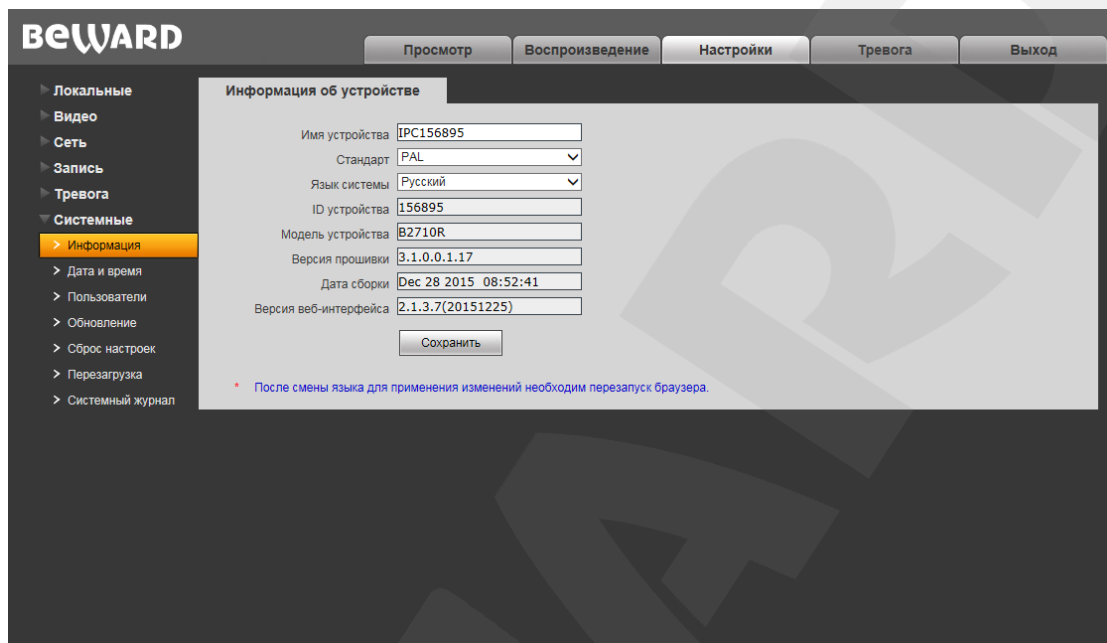 BEWARD
Просмотр Воспроизведение Настройки Тревога Выход
Локальные
Видео
Сеть
Запись
Тревога
Системные
Информация
Дата и время
Пользователи
Обновление
Сброс настроек
Перезагрузка
Системный журнал
Информация об устройстве
Имя устройства IPC156895
Стандарт PAL
Язык системы Русский
ID устройства 156895
Модель устройства B2710R
Версия прошивки 3.1.0.0.1.17
Дата сборки Dec 28 2015 08:52:41
Версия веб-интерфейса 2.1.3.7(20151225)
Сохранить
* После смены языка для применения изменений необходим перезапуск браузера.